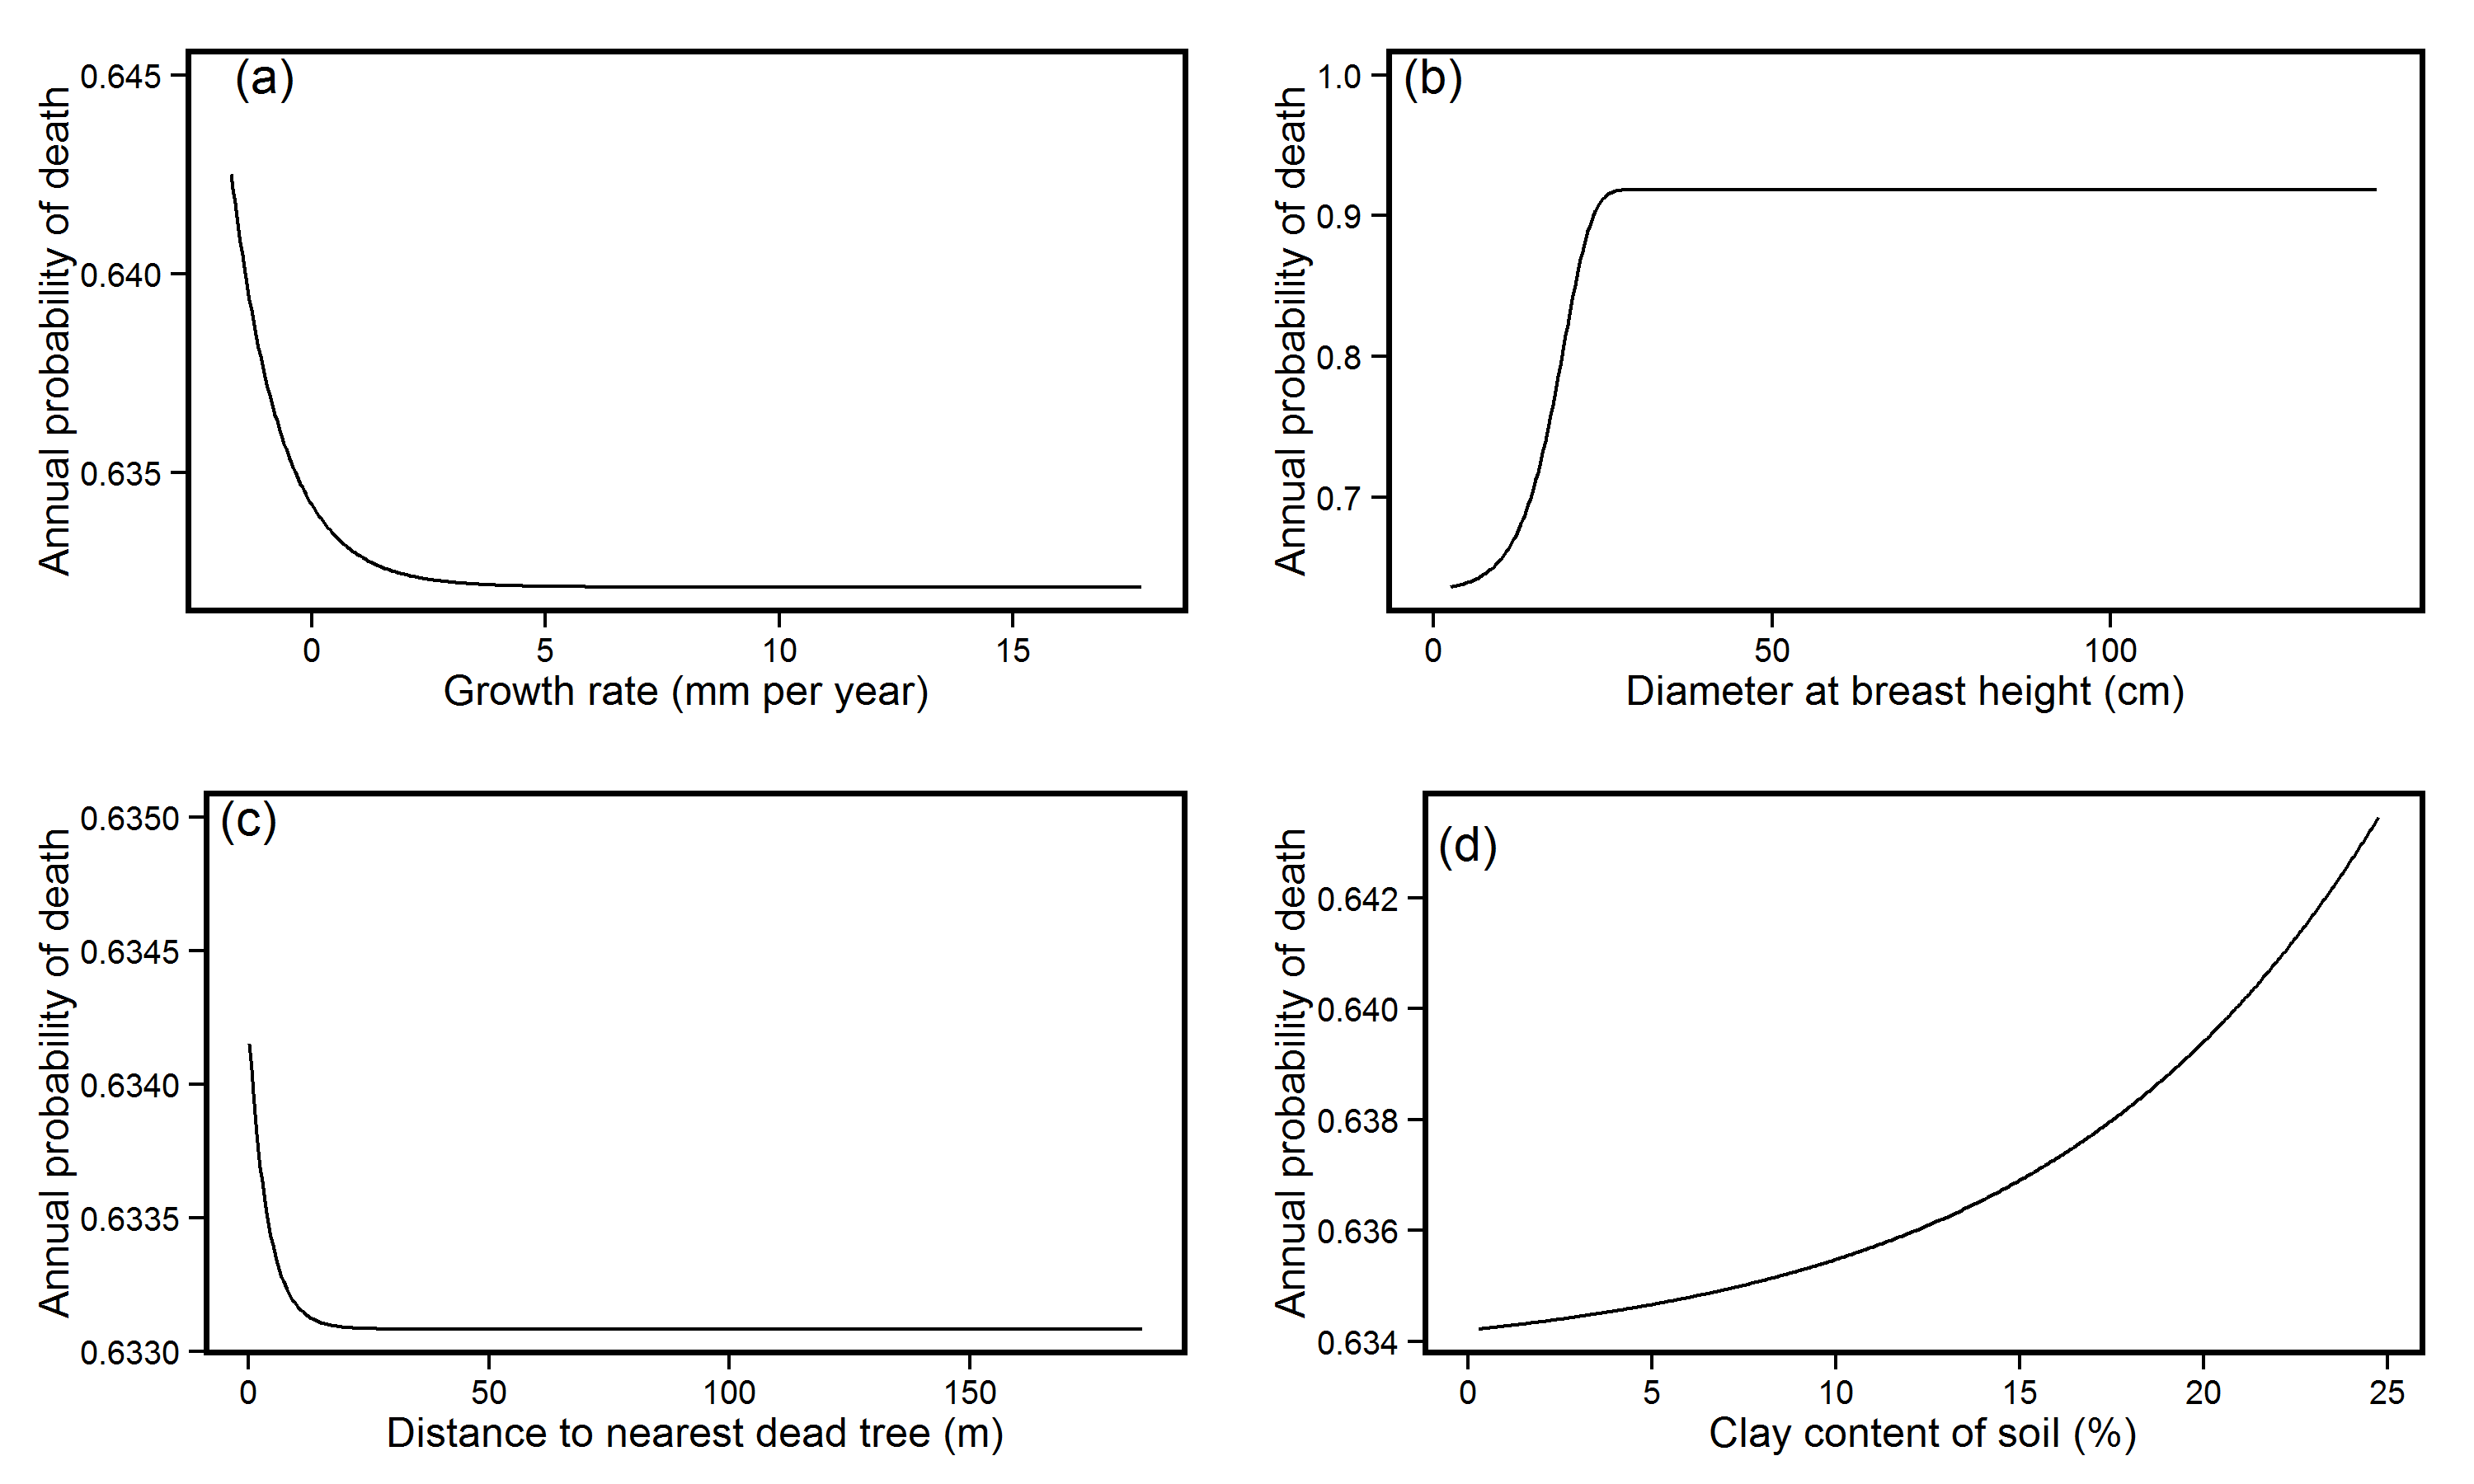 (a)
Annual probability of death
0.645
0.640
0.635
0 5 10 15
Growth rate (mm per year)
(b)
Annual probability of death
1.0
0.9
0.8
0.7
0 50 100
Diameter at breast height (cm)
(c)
Annual probability of death
0.6350
0.6345
0.6340
0.6335
0.6330
0 50 100 150
Distance to nearest dead tree (m)
(d)
Annual probability of death
0.642
0.640
0.638
0.636
0.634
0 5 10 15 20 25
Clay content of soil (%)